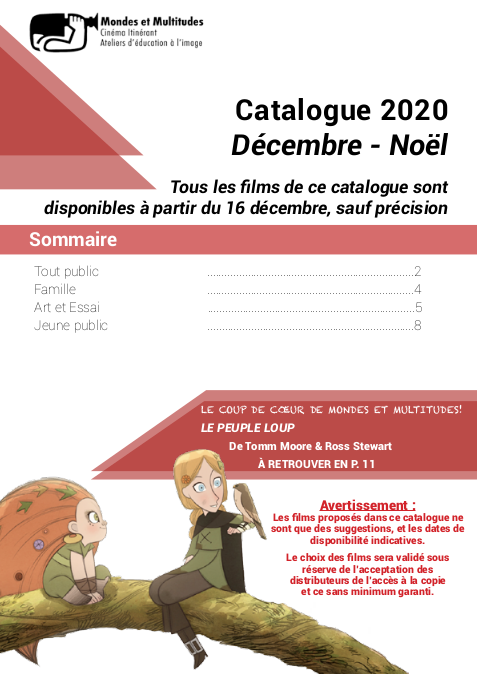 Mondes et Multitudes
Cinéma Itinérant
Ateliers d'éducation à l'image
Catalogue 2020
Décembre - Noël
Tous les films de ce catalogue sont
disponibles à partir du 16 décembre, sauf précision
Sommaire
Tout public ........................................................................2
Famille ........................................................................4
Art et Essai ........................................................................5
Jeune public ........................................................................8
LE COUP DE CŒUR DE MONDES ET MULTITUDES!
LE PEUPLE LOUP
De Tomm Moore & Ross Stewart
À RETROUVER EN P. 11
Avertissement :
Les films proposés dans ce catalogue ne
sont que des suggestions, et les dates de
disponibilité indicatives.
Le choix des films sera validé sous
réserve de l'acceptation des
distributeurs de l'accès à la copie
et ce sans minimum garanti.